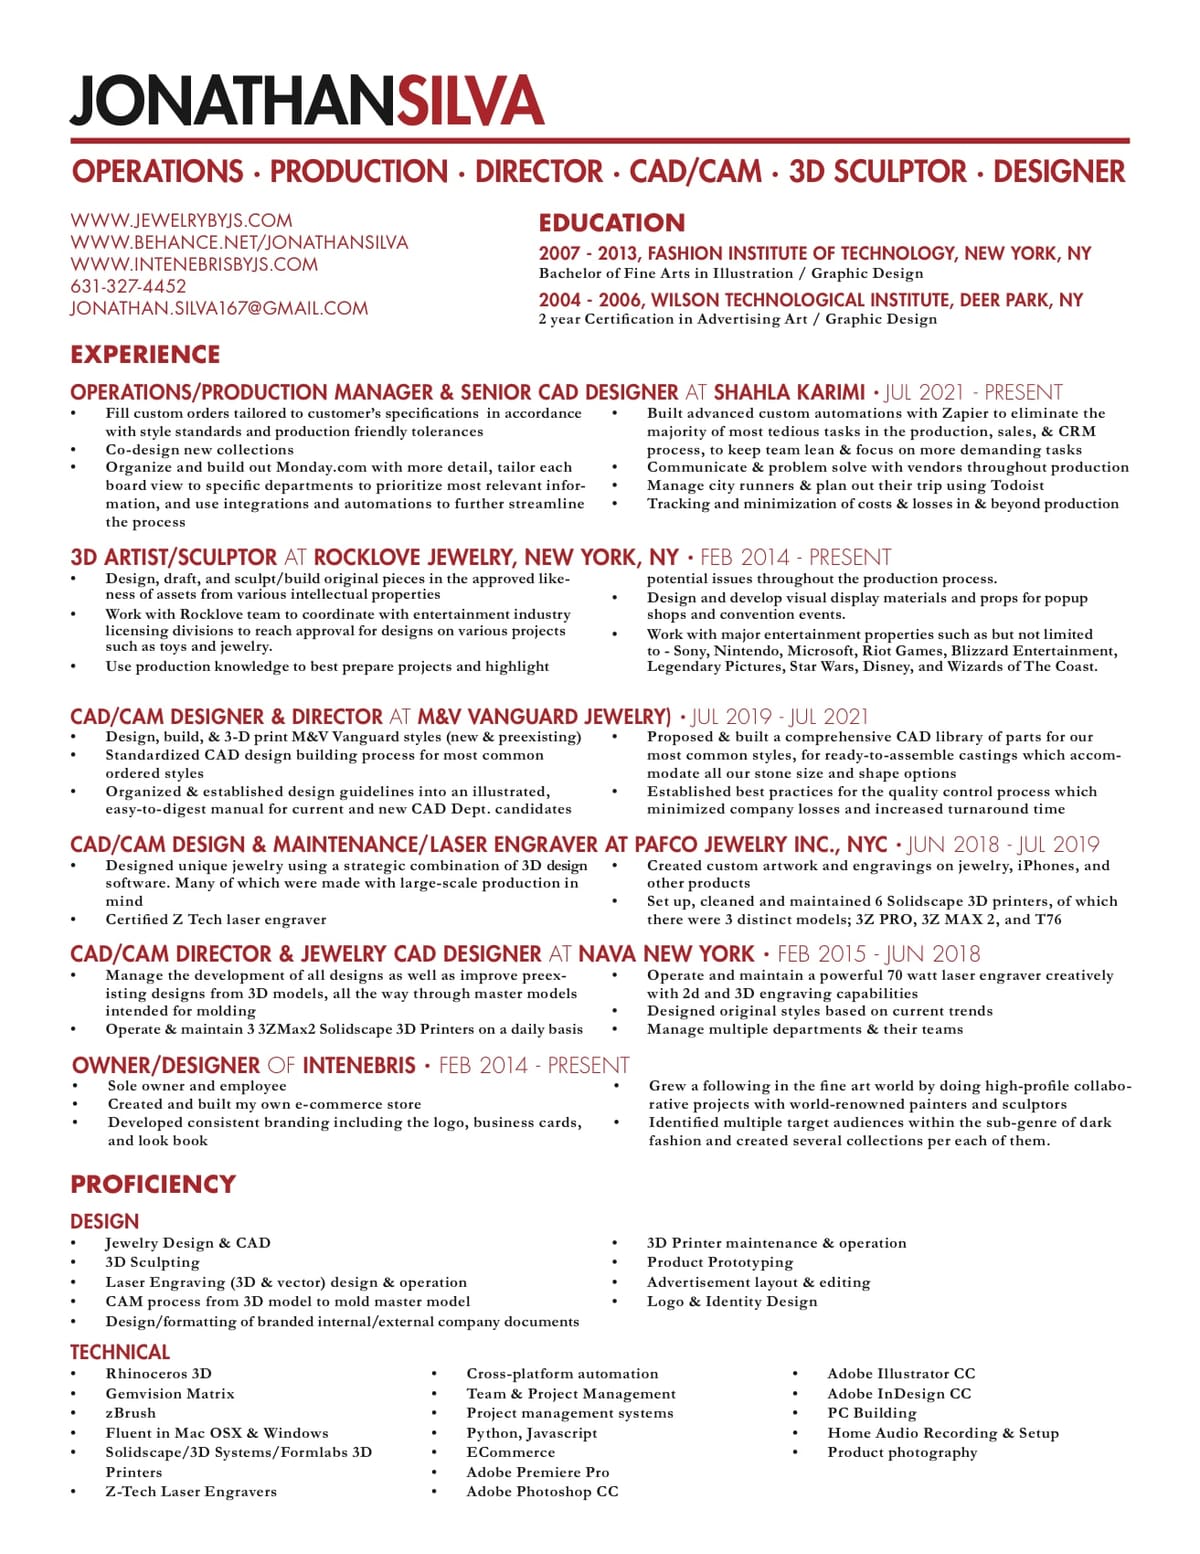 JONATHANSILVA
OPERATIONS · PRODUCTION · DIRECTOR · CAD/CAM · 3D SCULPTOR · DESIGNER
WWW.JEWELRYBYJS.COM
WWW.BEHANCE.NET/JONATHANSILVA
WWW.INTENEBRISBYJS.COM
631-327-4452
JONATHAN.SILVA167@GMAIL.COM
EDUCATION
2007 - 2013, FASHION INSTITUTE OF TECHNOLOGY, NEW YORK, NY
Bachelor of Fine Arts in Illustration / Graphic Design
2004 - 2006, WILSON TECHNOLOGICAL INSTITUTE, DEER PARK, NY
2 year Certification in Advertising Art / Graphic Design
EXPERIENCE
OPERATIONS/PRODUCTION MANAGER & SENIOR CAD DESIGNER AT SHAHLA KARIMI · JUL 2021 - PRESENT
• Fill custom orders tailored to customer's specifications in accordance
with style standards and production friendly tolerances
• Co-design new collections
• Organize and build out Monday.com with more detail, tailor each
board view to specific departments to prioritize most relevant infor-
mation, and use integrations and automations to further streamline
the process
• Built advanced custom automations with Zapier to eliminate the
majority of most tedious tasks in the production, sales, & CRM
process, to keep team lean & focus on more demanding tasks
• Communicate & problem solve with vendors throughout production
• Manage city runners & plan out their trip using Todoist
• Tracking and minimization of costs & losses in & beyond production
3D ARTIST/SCULPTOR AT ROCKLOVE JEWELRY, NEW YORK, NY · FEB 2014 - PRESENT
• Design, draft, and sculpt/build original pieces in the approved like-
ness of assets from various intellectual properties
• Work with Rocklove team to coordinate with entertainment industry
licensing divisions to reach approval for designs on various projects
such as toys and jewelry.
• Use production knowledge to best prepare projects and highlight
potential issues throughout the production process.
• Design and develop visual display materials and props for popup
shops and convention events.
• Work with major entertainment properties such as but not limited
to - Sony, Nintendo, Microsoft, Riot Games, Blizzard Entertainment,
Legendary Pictures, Star Wars, Disney, and Wizards of The Coast.
CAD/CAM DESIGNER & DIRECTOR AT M&V VANGUARD JEWELRY) · JUL 2019 - JUL 2021
• Design, build, & 3-D print M&V Vanguard styles (new & preexisting)
• Standardized CAD design building process for most common
ordered styles
• Organized & established design guidelines into an illustrated,
easy-to-digest manual for current and new CAD Dept. candidates
• Proposed & built a comprehensive CAD library of parts for our
most common styles, for ready-to-assemble castings which accom-
modate all our stone size and shape options
• Established best practices for the quality control process which
minimized company losses and increased turnaround time
CAD/CAM DESIGN & MAINTENANCE/LASER ENGRAVER AT PAFCO JEWELRY INC., NYC · JUN 2018 - JUL 2019
• Designed unique jewelry using a strategic combination of 3D design
software. Many of which were made with large-scale production in
mind
• Certified Z Tech laser engraver
• Created custom artwork and engravings on jewelry, iPhones, and
other products
• Set up, cleaned and maintained 6 Solidscape 3D printers, of which
there were 3 distinct models; 3Z PRO, 3Z MAX 2, and T76
CAD/CAM DIRECTOR & JEWELRY CAD DESIGNER AT NAVA NEW YORK · FEB 2015 - JUN 2018
• Manage the development of all designs as well as improve preex-
isting designs from 3D models, all the way through master models
intended for molding
• Operate & maintain 3 3ZMax2 Solidscape 3D Printers on a daily basis
• Operate and maintain a powerful 70 watt laser engraver creatively
with 2d and 3D engraving capabilities
• Designed original styles based on current trends
• Manage multiple departments & their teams
OWNER/DESIGNER OF INTENEBRIS · FEB 2014 - PRESENT
• Sole owner and employee
• Created and built my own e-commerce store
• Developed consistent branding including the logo, business cards,
and look book
• Grew a following in the fine art world by doing high-profile collabo-
rative projects with world-renowned painters and sculptors
• Identified multiple target audiences within the sub-genre of dark
fashion and created several collections per each of them.
PROFICIENCY
DESIGN
• Jewelry Design & CAD
• 3D Sculpting
• Laser Engraving (3D & vector) design & operation
• CAM process from 3D model to mold master model
• Design/formatting of branded internal/external company documents
• 3D Printer maintenance & operation
• Product Prototyping
• Advertisement layout & editing
• Logo & Identity Design
TECHNICAL
• Rhinoceros 3D
• Gemvision Matrix
• zBrush
• Fluent in Mac OSX & Windows
• Solidscape/3D Systems/Formlabs 3D
Printers
• Z-Tech Laser Engravers
• Cross-platform automation
• Team & Project Management
• Project management systems
• Python, Javascript
• ECommerce
• Adobe Premiere Pro
• Adobe Photoshop CC
• Adobe Illustrator CC
• Adobe InDesign CC
• PC Building
• Home Audio Recording & Setup
• Product photography